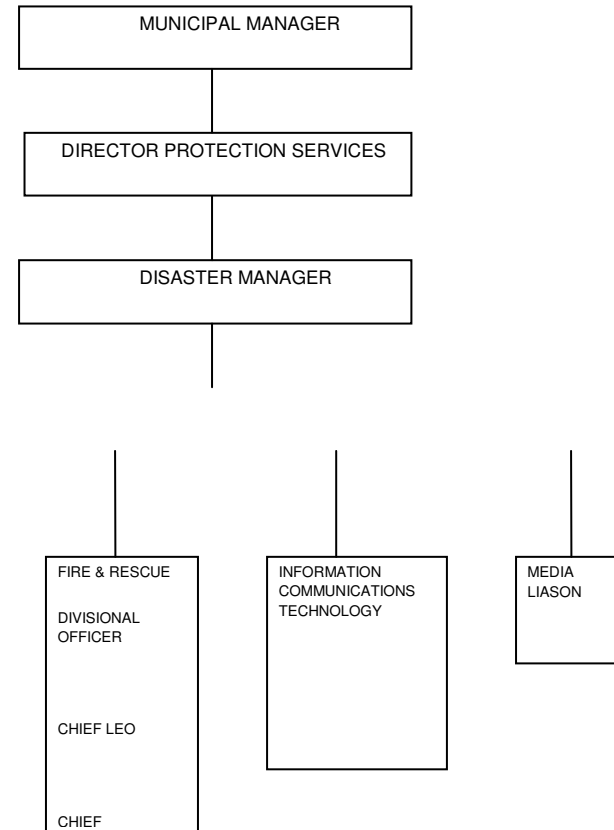 MUNICIPAL MANAGER
DIRECTOR PROTECTION SERVICES
DISASTER MANAGER
FIRE & RESCUE
DIVISIONAL
OFFICER
CHIEF LEO
CHIEF
INFORMATION
COMMUNICATIONS
TECHNOLOGY
MEDIA
LIASON